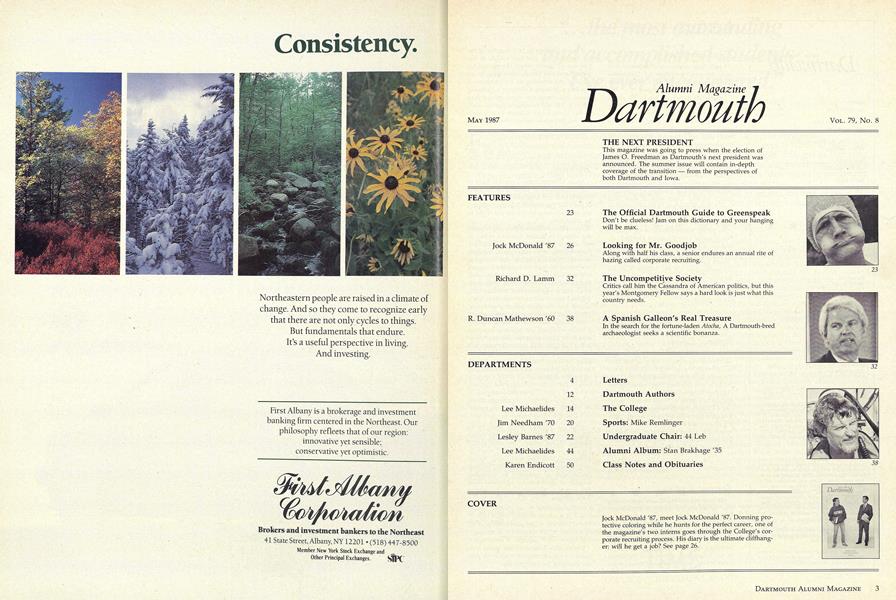 Consistency.
Northeastern people are raised in a climate of
change. And so they come to recognize early
that there are not only cycles to things.
But fundamentals that endure.
It's a useful perspective in living.
And investing.
First Albany is a brokerage and investment
banking firm centered in the Northeast. Our
philosophy reflects that of our region:
innovative yet sensible;
conservative yet optimistic.
First Albany
Corporation
Brokers and investment bankers to the Northeast
41 State Street, Albany, NY 12201 • (518) 447-8500
Member New York Stock Exchange and
Other Principal Exchanges. SIPC
Alumni Magazine
MAY 1987 Dartmouth VOL. 79, NO. 8
THE NEXT PRESIDENT
This magazine was going to press when the election of
James O. Freedman as Dartmouth's next president was
announced. The summer issue will contain in-depth
coverage of the transition — from the perspectives of
both Dartmouth and Iowa.
FEATURES
23 The Official Dartmouth Guide to Greenspeak
Don't be clueless! Jam on this dictionary and your hanging
will be max.
23
Jock McDonald '87 26 Looking for Mr. Goodjob
Along with half his class, a senior endures an annual rite of
hazing called corporate recruiting.
Richard D. Lamm 32 The Uncompetitive Society
Critics call him the Cassandra of American politics, but this
year's Montgomery Fellow says a hard look is just what this
country needs.
R. Duncan Mathewson '60 38 A Spanish Galleon's Real Treasure
In the search for the fortune-laden Atocha, A Dartmouth-bred
archaeologist seeks a scientific bonanza.
32
DEPARTMENTS
4 Letters
12 Dartmouth Authors
Lee Michaelides 14 The College
Jim Needham '70 20 Sports: Mike Remlinger
Lesley Barnes '87 22 Undergraduate Chair: 44 Leb
Lee Michaelides 44 Alumni Album: Stan Brakhage '35
Karen Endicott 50 Class Notes and Obituaries
38
COVER
Jock McDonald '87, meet Jock McDonald '87. Donning pro-
tective coloring while he hunts for the perfect career, one of
the magazine's two interns goes through the College's cor-
porate recruiting process. His diary is the ultimate cliffhang-
er: will he get a job? See page 26.
Dartmouth
DARTMOUTH ALUMNI MAGAZINE 3